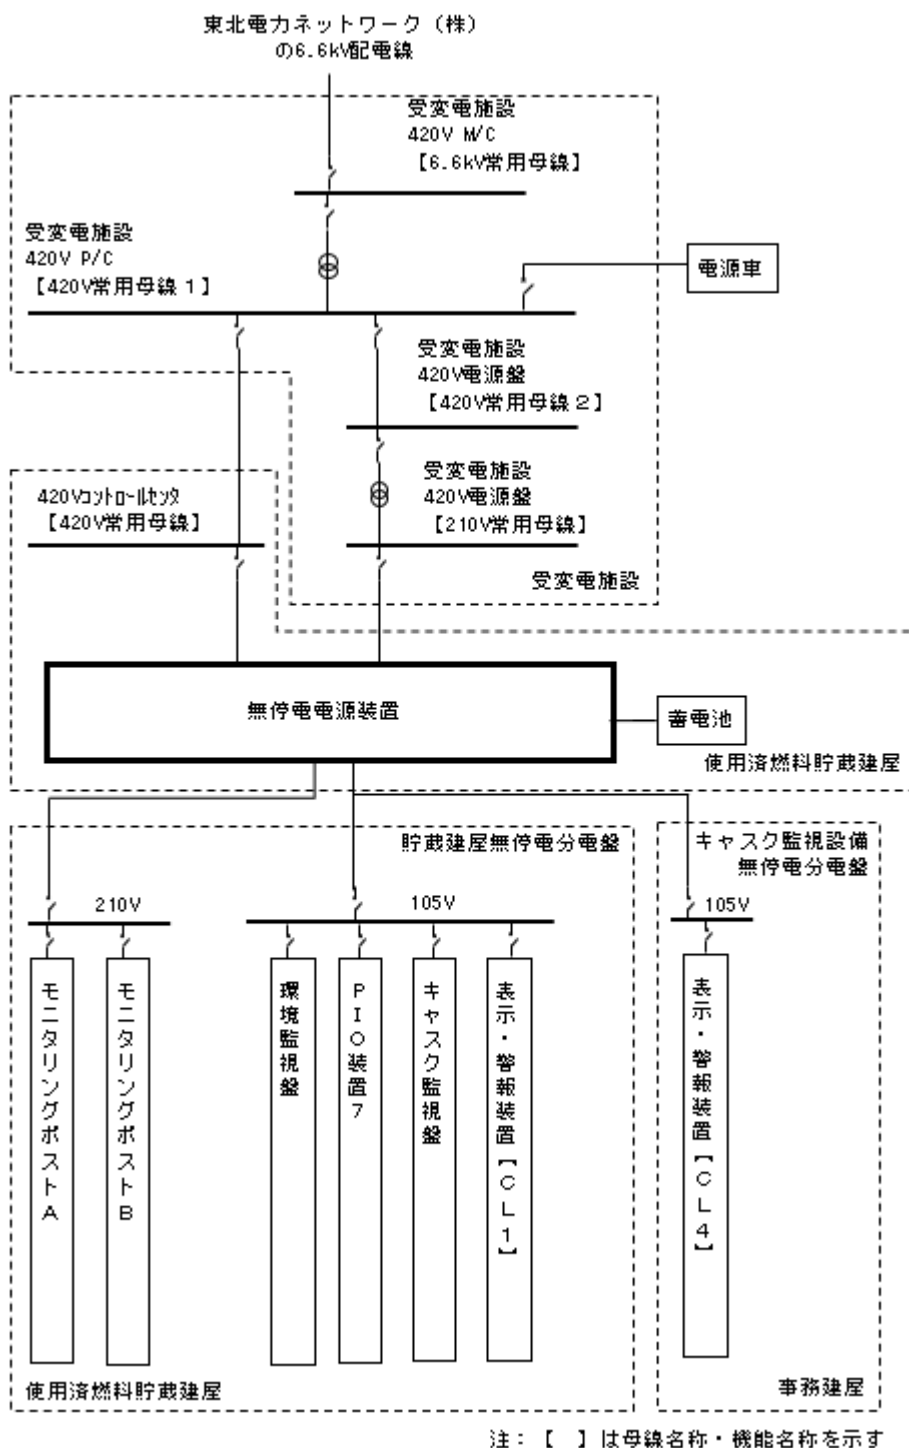 東北電力ネットワーク（株）
の6.6kV配電線
受変電施設
420V M/C
【6.6kV常用母線】
受変電施設
420V P/C
【420V常用母線１】
電源車
受変電施設
420V電源盤
【420V常用母線２】
420Vｺﾝﾄﾛｰﾙｾﾝﾀ
【420V常用母線】
受変電施設
420V電源盤
【210V常用母線】
受変電施設
無停電電源装置
蓄電池
使用済燃料貯蔵建屋
貯蔵建屋無停電分電盤
キャスク監視設備
無停電分電盤
210V
105V
105V
モニタリングポストＡ
モニタリングポストＢ
環境監視盤
ＰＩＯ装置７
キャスク監視盤
表示・警報装置【ＣＬ１】
表示・警報装置【ＣＬ４】
使用済燃料貯蔵建屋
事務建屋
注：【　】は母線名称・機能名称を示す